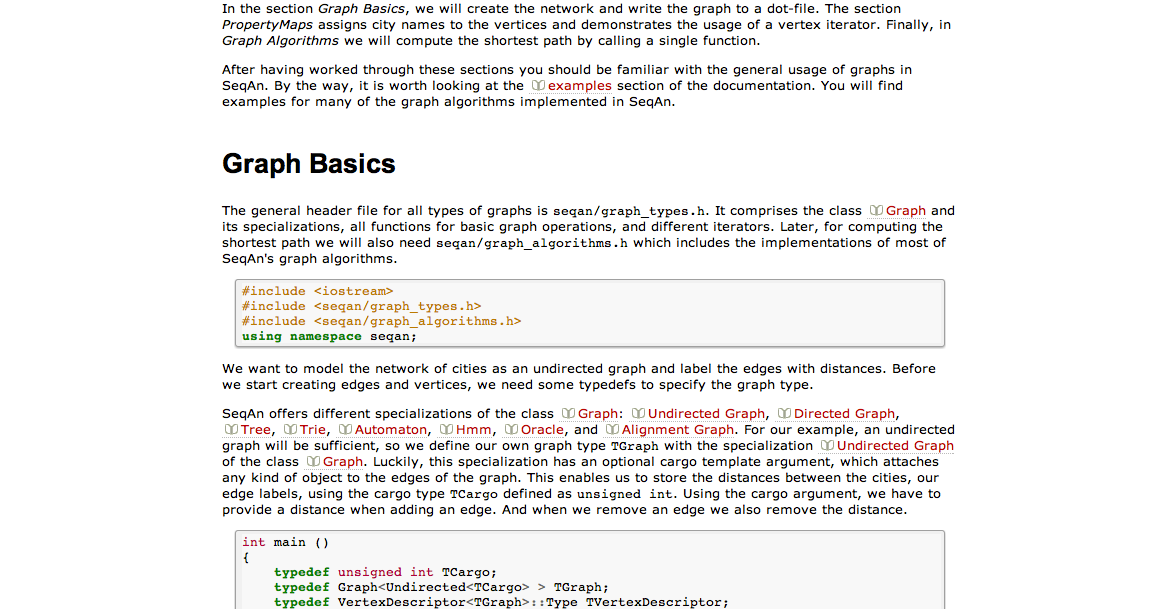 In the section Graph Basics, we will create the network and write the graph to a dot-file. The section
PropertyMaps assigns city names to the vertices and demonstrates the usage of a vertex iterator. Finally, in
Graph Algorithms we will compute the shortest path by calling a single function.
After having worked through these sections you should be familiar with the general usage of graphs in
SeqAn. By the way, it is worth looking at the examples section of the documentation. You will find
examples for many of the graph algorithms implemented in SeqAn.
Graph Basics
The general header file for all types of graphs is seqan/graph_types.h. It comprises the class Graph and
its specializations, all functions for basic graph operations, and different iterators. Later, for computing the
shortest path we will also need seqan/graph_algorithms.h which includes the implementations of most of
SeqAn's graph algorithms.
#include <iostream>
#include <seqan/graph_types.h>
#include <seqan/graph_algorithms.h>
using namespace seqan;
We want to model the network of cities as an undirected graph and label the edges with distances. Before
we start creating edges and vertices, we need some typedefs to specify the graph type.
SeqAn offers different specializations of the class Graph: Undirected Graph, Directed Graph,
Tree, Trie, Automaton, Hmm, Oracle, and Alignment Graph. For our example, an undirected
graph will be sufficient, so we define our own graph type TGraph with the specialization Undirected Graph
of the class Graph. Luckily, this specialization has an optional cargo template argument, which attaches
any kind of object to the edges of the graph. This enables us to store the distances between the cities, our
edge labels, using the cargo type TCargo defined as unsigned int. Using the cargo argument, we have to
provide a distance when adding an edge. And when we remove an edge we also remove the distance.
int main ()
{
    typedef unsigned int TCargo;
    typedef Graph<Undirected<TCargo> > TGraph;
    typedef VertexDescriptor<TGraph>::Type TVertexDescriptor;